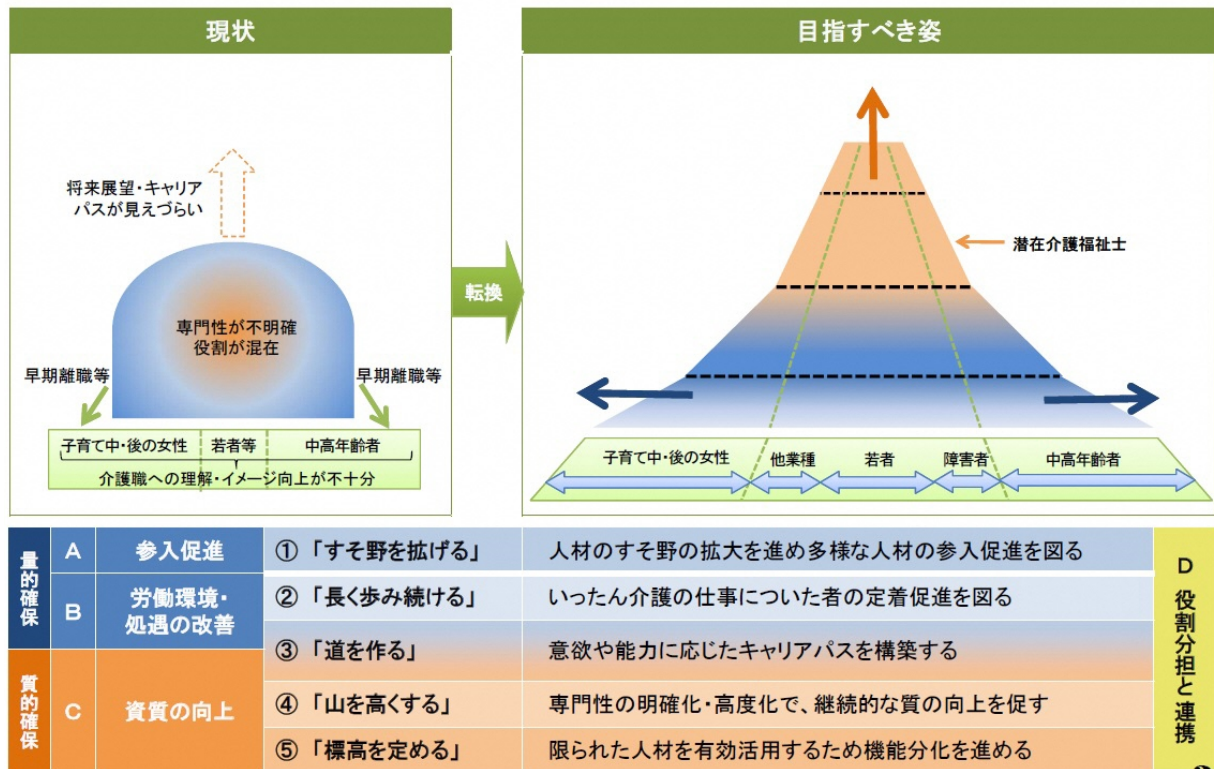 現状
将来展望・キャリア
パスが見えづらい
専門性が不明確
役割が混在
早期離職等
早期離職等
子育て中・後の女性 若者等 中高年齢者
介護職への理解・イメージ向上が不十分
転換
目指すべき姿
潜在介護福祉士
子育て中・後の女性 他業種 若者 障害者 中高年齢者
量的確保
A 参入促進 ① 「すそ野を拡げる」 人材のすそ野の拡大を進め多様な人材の参入促進を図る
B 労働環境・
処遇の改善
② 「長く歩み続ける」 いったん介護の仕事についた者の定着促進を図る
③ 「道を作る」 意欲や能力に応じたキャリアパスを構築する
質的確保
C 資質の向上
④ 「山を高くする」 専門性の明確化・高度化で、継続的な質の向上を促す
⑤ 「標高を定める」 限られた人材を有効活用するため機能分化を進める
D 役割分担と連携